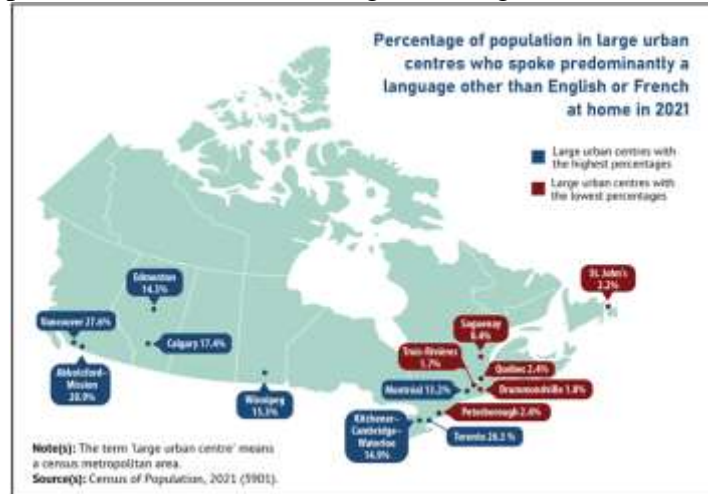 Percentage of population in large urban
centres who spoke predominantly a
language other than English or French
at home in 2021
Large urban centres with
the highest percentages
Large urban centres with
the lowest percentages
St. John's
2.2%
Edmonton
14.3%
Vancouver 27.6%
Calgary 17.4%
Saguenay
0.4%
Trois-Rivières
1.7%
Québec 2.4%
Abbotsford–
Mission
20.9%
Winnipeg
15.3%
Montréal 13.2%
Drummondville 1.8%
Peterborough 2.6%
Kitchener–
Cambridge–
Waterloo
14.9%
Toronto 26.2 %
Note(s): The term 'large urban centre' means
a census metropolitan area.
Source(s): Census of Population, 2021 (3901).